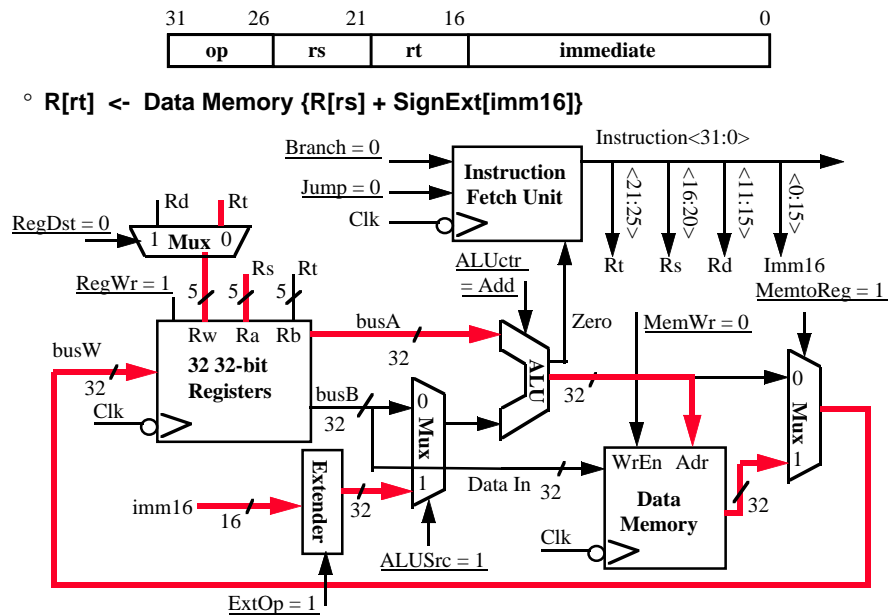 31 26 21 16 0
op rs rt immediate
° R[rt] <- Data Memory {R[rs] + SignExt[imm16]}
Instruction<31:0>
Branch = 0
Instruction
Fetch Unit
Jump = 0
Clk
<21:25>
<16:20>
<11:15>
<0:15>
Rt Rs Rd Imm16
Rd Rt
RegDst = 0
1 Mux 0
ALUctr
= Add
MemtoReg = 1
RegWr = 1
5 5 5
Rs Rt
Zero
MemWr = 0
Rw Ra Rb
busA
32
busW
32
32 32-bit
Registers
Clk
busB
32
0
Mux
1
ALU
32
0
Mux
1
WrEn Adr
Data In
32
Data
Memory
32
Clk
imm16
16
Extender
32
ALUSrc = 1
ExtOp = 1